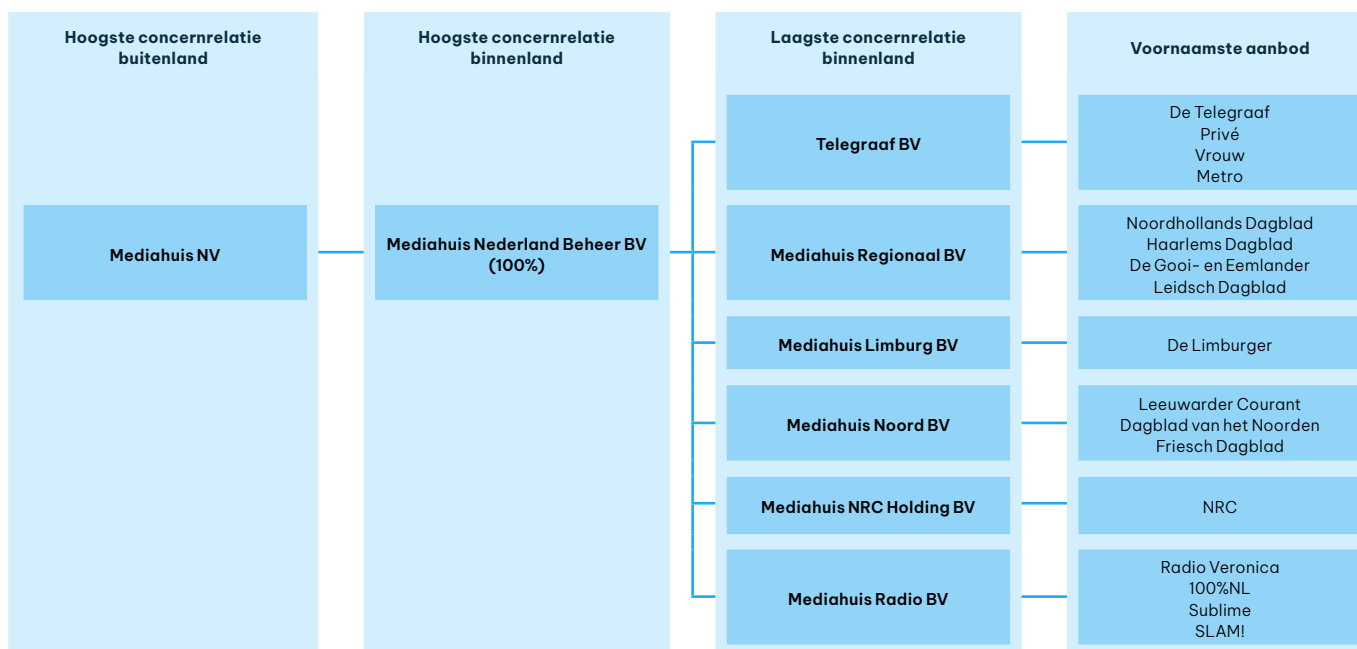 Hoogste concernrelatie
buitenland
Hoogste concernrelatie
binnenland
Laagste concernrelatie
binnenland
Voornaamste aanbod
Mediahuis NV
Mediahuis Nederland Beheer BV
(100%)
Telegraaf BV
De Telegraaf
Privé
Vrouw
Metro
Mediahuis Regionaal BV
Noordhollands Dagblad
Haarlems Dagblad
De Gooi- en Eemlander
Leidsch Dagblad
Mediahuis Limburg BV
De Limburger
Mediahuis Noord BV
Leeuwarder Courant
Dagblad van het Noorden
Friesch Dagblad
Mediahuis NRC Holding BV
NRC
Mediahuis Radio BV
Radio Veronica
100%NL
Sublime
SLAM!